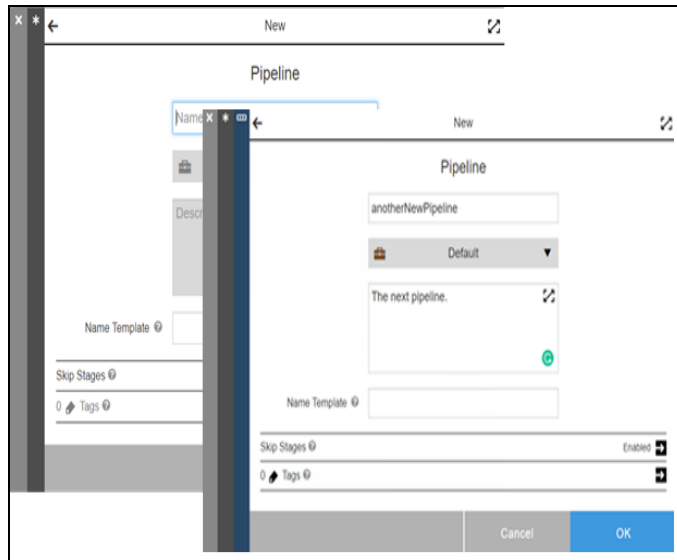 New
Pipeline
Name
Descr
Name Template
Skip Stages
0 Tags
New
Pipeline
anotherNewPipeline
Default
The next pipeline.
Name Template
Skip Stages Enabled
0 Tags
Cancel OK